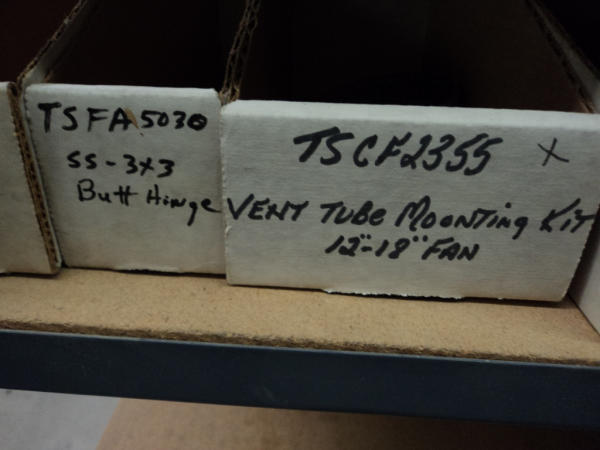 TSFA5030
SS-3x3
Butt Hinge
TSCF2355 X
VENT TUBE MOONTING KIT
12"-18" FAN